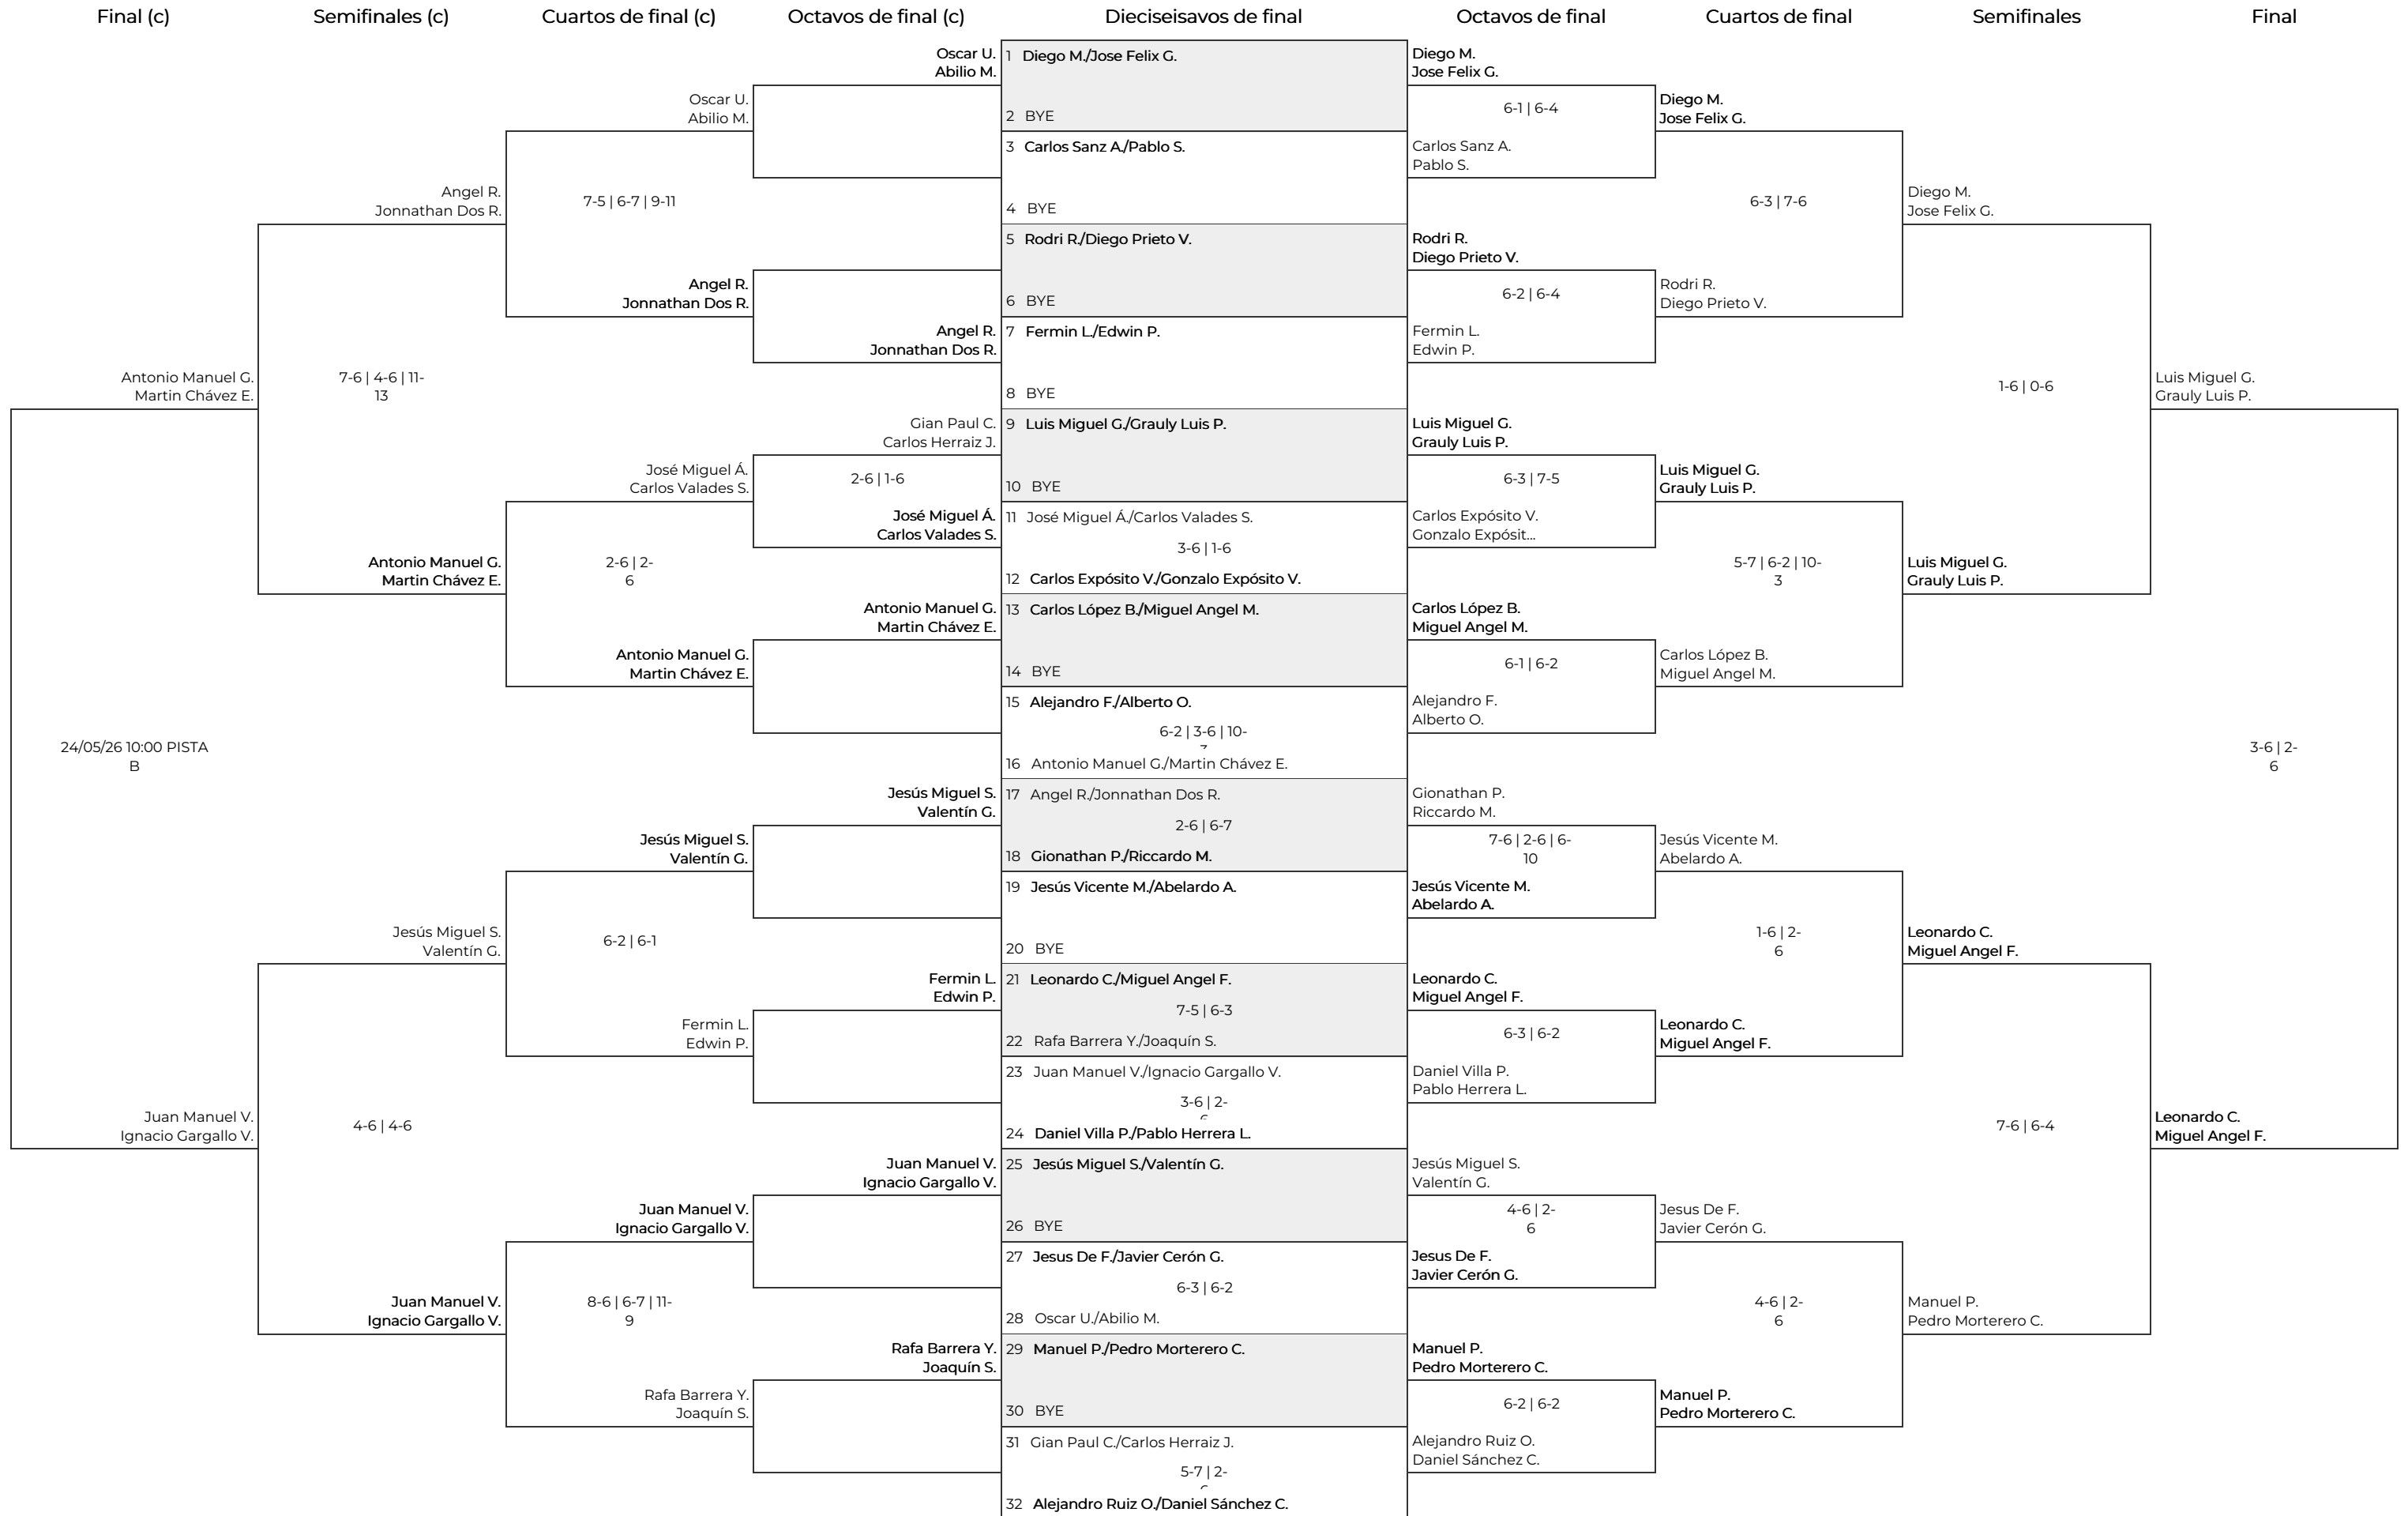 Final (c)
Semifinales (c)
Cuartos de final (c)
Octavos de final (c)
Dieciseisavos de final
Octavos de final
Cuartos de final
Semifinales
Final
Antonio Manuel G.
Martin Chávez E.
24/05/26 10:00 PISTA
B
Juan Manuel V.
Ignacio Gargallo V.
Angel R.
Jonnathan Dos R.
7-6 | 4-6 | 11-
13
Antonio Manuel G.
Martin Chávez E.
Jesús Miguel S.
Valentín G.
4-6 | 4-6
Juan Manuel V.
Ignacio Gargallo V.
Oscar U.
Abilio M.
7-5 | 6-7 | 9-11
Angel R.
Jonnathan Dos R.
José Miguel Á.
Carlos Valades S.
2-6 | 2-
6
Antonio Manuel G.
Martin Chávez E.
Jesús Miguel S.
Valentín G.
6-2 | 6-1
Fermin L.
Edwin P.
Juan Manuel V.
Ignacio Gargallo V.
8-6 | 6-7 | 11-
9
Rafa Barrera Y.
Joaquín S.
Oscar U.
Abilio M.
Angel R.
Jonnathan Dos R.
Gian Paul C.
Carlos Herraiz J.
2-6 | 1-6
José Miguel Á.
Carlos Valades S.
Antonio Manuel G.
Martin Chávez E.
Jesús Miguel S.
Valentín G.
Fermin L.
Edwin P.
Juan Manuel V.
Ignacio Gargallo V.
Rafa Barrera Y.
Joaquín S.
1 Diego M./Jose Felix G.
2 BYE
3 Carlos Sanz A./Pablo S.
4 BYE
5 Rodri R./Diego Prieto V.
6 BYE
7 Fermin L./Edwin P.
8 BYE
9 Luis Miguel G./Grauly Luis P.
10 BYE
11 José Miguel Á./Carlos Valades S.
3-6 | 1-6
12 Carlos Expósito V./Gonzalo Expósito V.
13 Carlos López B./Miguel Angel M.
14 BYE
15 Alejandro F./Alberto O.
6-2 | 3-6 | 10-
16 Antonio Manuel G./Martin Chávez E.
17 Angel R./Jonnathan Dos R.
2-6 | 6-7
18 Gionathan P./Riccardo M.
19 Jesús Vicente M./Abelardo A.
20 BYE
21 Leonardo C./Miguel Angel F.
7-5 | 6-3
22 Rafa Barrera Y./Joaquín S.
23 Juan Manuel V./Ignacio Gargallo V.
3-6 | 2-
24 Daniel Villa P./Pablo Herrera L.
25 Jesús Miguel S./Valentín G.
26 BYE
27 Jesus De F./Javier Cerón G.
6-3 | 6-2
28 Oscar U./Abilio M.
29 Manuel P./Pedro Morterero C.
30 BYE
31 Gian Paul C./Carlos Herraiz J.
5-7 | 2-
32 Alejandro Ruiz O./Daniel Sánchez C.
Diego M.
Jose Felix G.
6-1 | 6-4
Carlos Sanz A.
Pablo S.
Rodri R.
Diego Prieto V.
6-2 | 6-4
Fermin L.
Edwin P.
Luis Miguel G.
Grauly Luis P.
6-3 | 7-5
Carlos Expósito V.
Gonzalo Expósit...
Carlos López B.
Miguel Angel M.
6-1 | 6-2
Alejandro F.
Alberto O.
Gionathan P.
Riccardo M.
7-6 | 2-6 | 6-
10
Jesús Vicente M.
Abelardo A.
Leonardo C.
Miguel Angel F.
6-3 | 6-2
Daniel Villa P.
Pablo Herrera L.
Jesús Miguel S.
Valentín G.
4-6 | 2-
6
Jesus De F.
Javier Cerón G.
Manuel P.
Pedro Morterero C.
6-2 | 6-2
Alejandro Ruiz O.
Daniel Sánchez C.
Diego M.
Jose Felix G.
6-3 | 7-6
Rodri R.
Diego Prieto V.
Luis Miguel G.
Grauly Luis P.
5-7 | 6-2 | 10-
3
Carlos López B.
Miguel Angel M.
Jesús Vicente M.
Abelardo A.
1-6 | 2-
6
Leonardo C.
Miguel Angel F.
Jesus De F.
Javier Cerón G.
4-6 | 2-
6
Manuel P.
Pedro Morterero C.
Diego M.
Jose Felix G.
1-6 | 0-6
Luis Miguel G.
Grauly Luis P.
Leonardo C.
Miguel Angel F.
7-6 | 6-4
Manuel P.
Pedro Morterero C.
Luis Miguel G.
Grauly Luis P.
3-6 | 2-
6
Leonardo C.
Miguel Angel F.